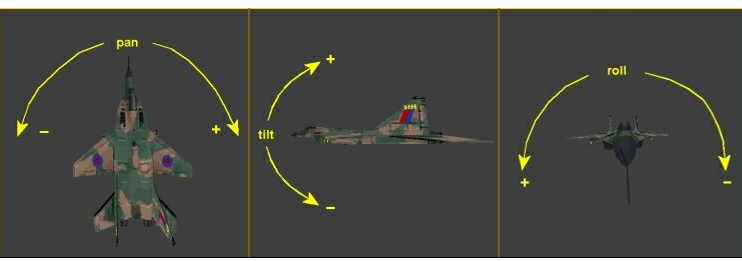 pan
–
+
+
tilt
–
roll
+
–